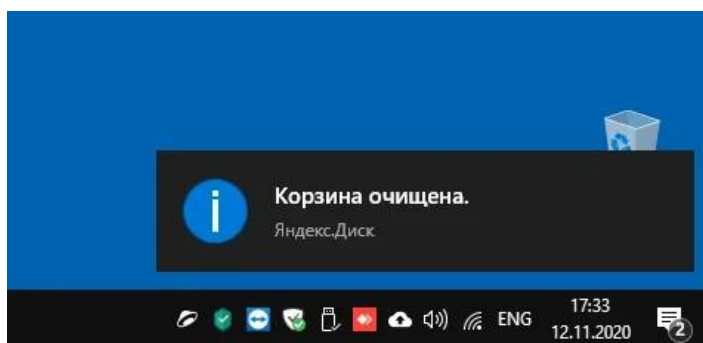 Корзина очищена.
Яндекс.Диск
ENG
17:33
12.11.2020
2